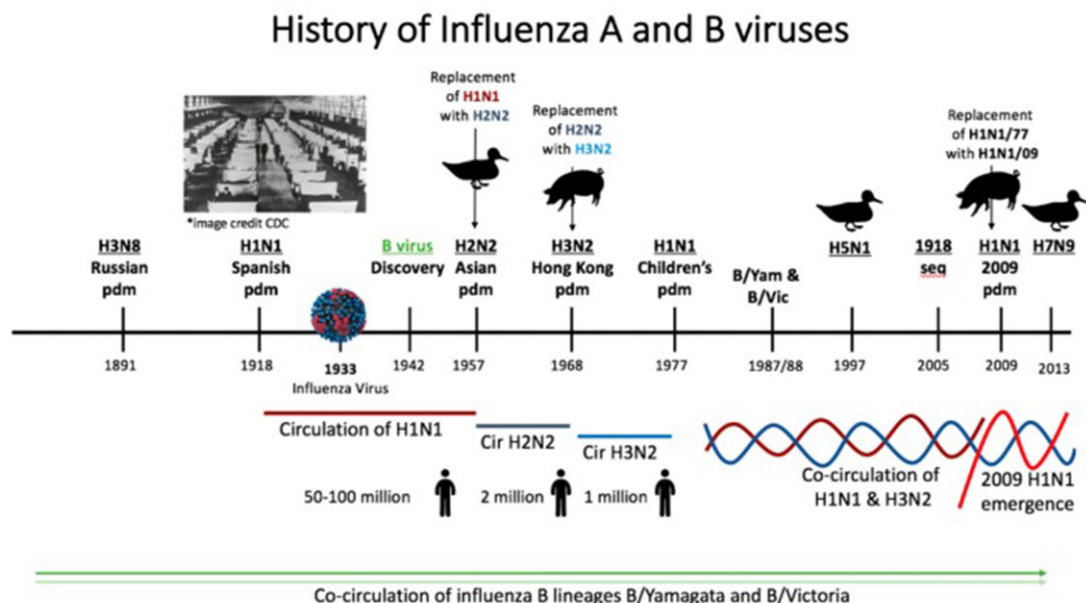 History of Influenza A and B viruses
Replacement
of H1N1
with H2N2
Replacement
of H2N2
with H3N2
Replacement
of H1N1/77
with H1N1/09
*image credit CDC
H3N8
Russian
pdm
H1N1
Spanish
pdm
B virus
Discovery
H2N2
Asian
pdm
H3N2
Hong Kong
pdm
H1N1
Children's
pdm
B/Yam &
B/Vic
H5N1
1918
seq
H1N1
2009
pdm
H7N9
1891
1918
1933
Influenza Virus
1942
1957
1968
1977
1987/88
1997
2005
2009
2013
Circulation of H1N1
Cir H2N2
Cir H3N2
50-100 million
2 million
1 million
Co-circulation of
H1N1 & H3N2
2009 H1N1
emergence
Co-circulation of influenza B lineages B/Yamagata and B/Victoria